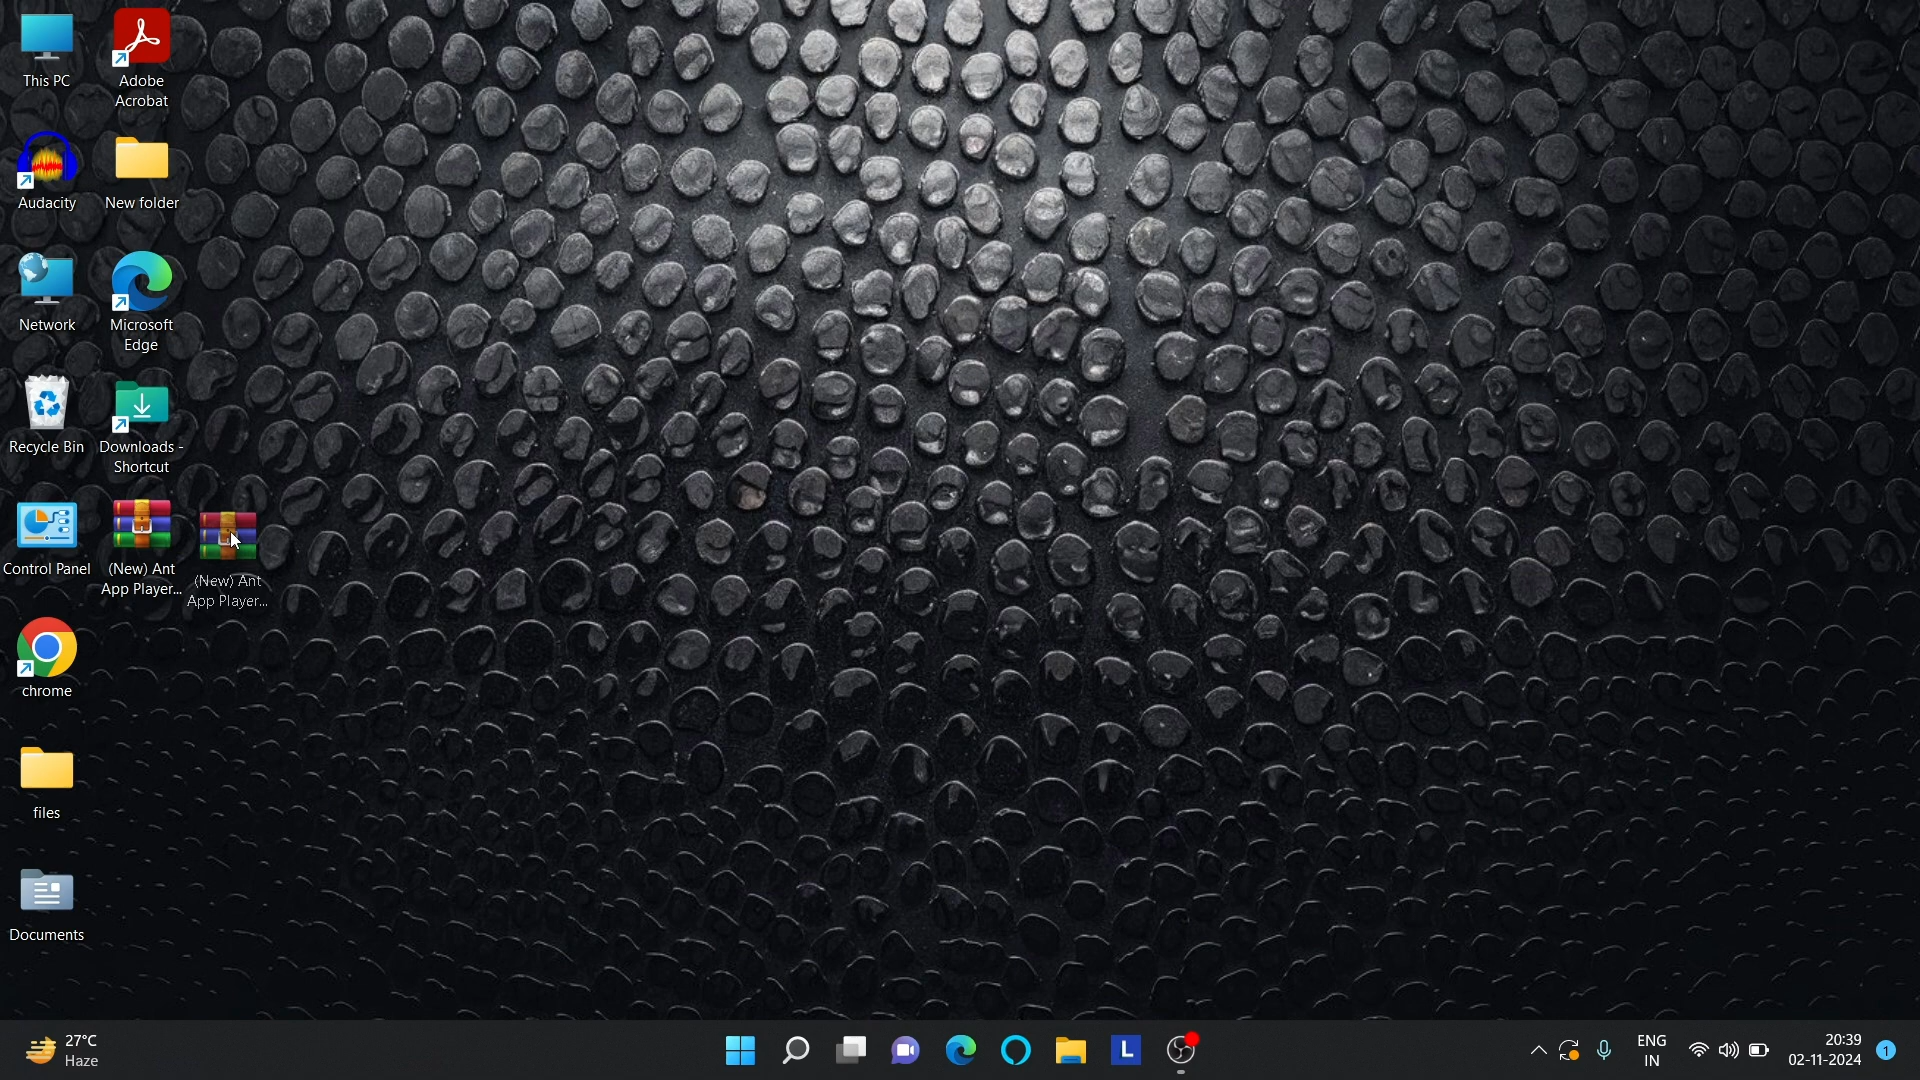 This PC
Adobe
Acrobat
Audacity
New folder
Network
Microsoft
Edge
Recycle Bin
Downloads -
Shortcut
Control Panel
(New) Ant
App Player...
(New) Ant
App Player...
chrome
files
Documents
27°C
Haze
L
ENG
IN
20:39
02-11-2024
1